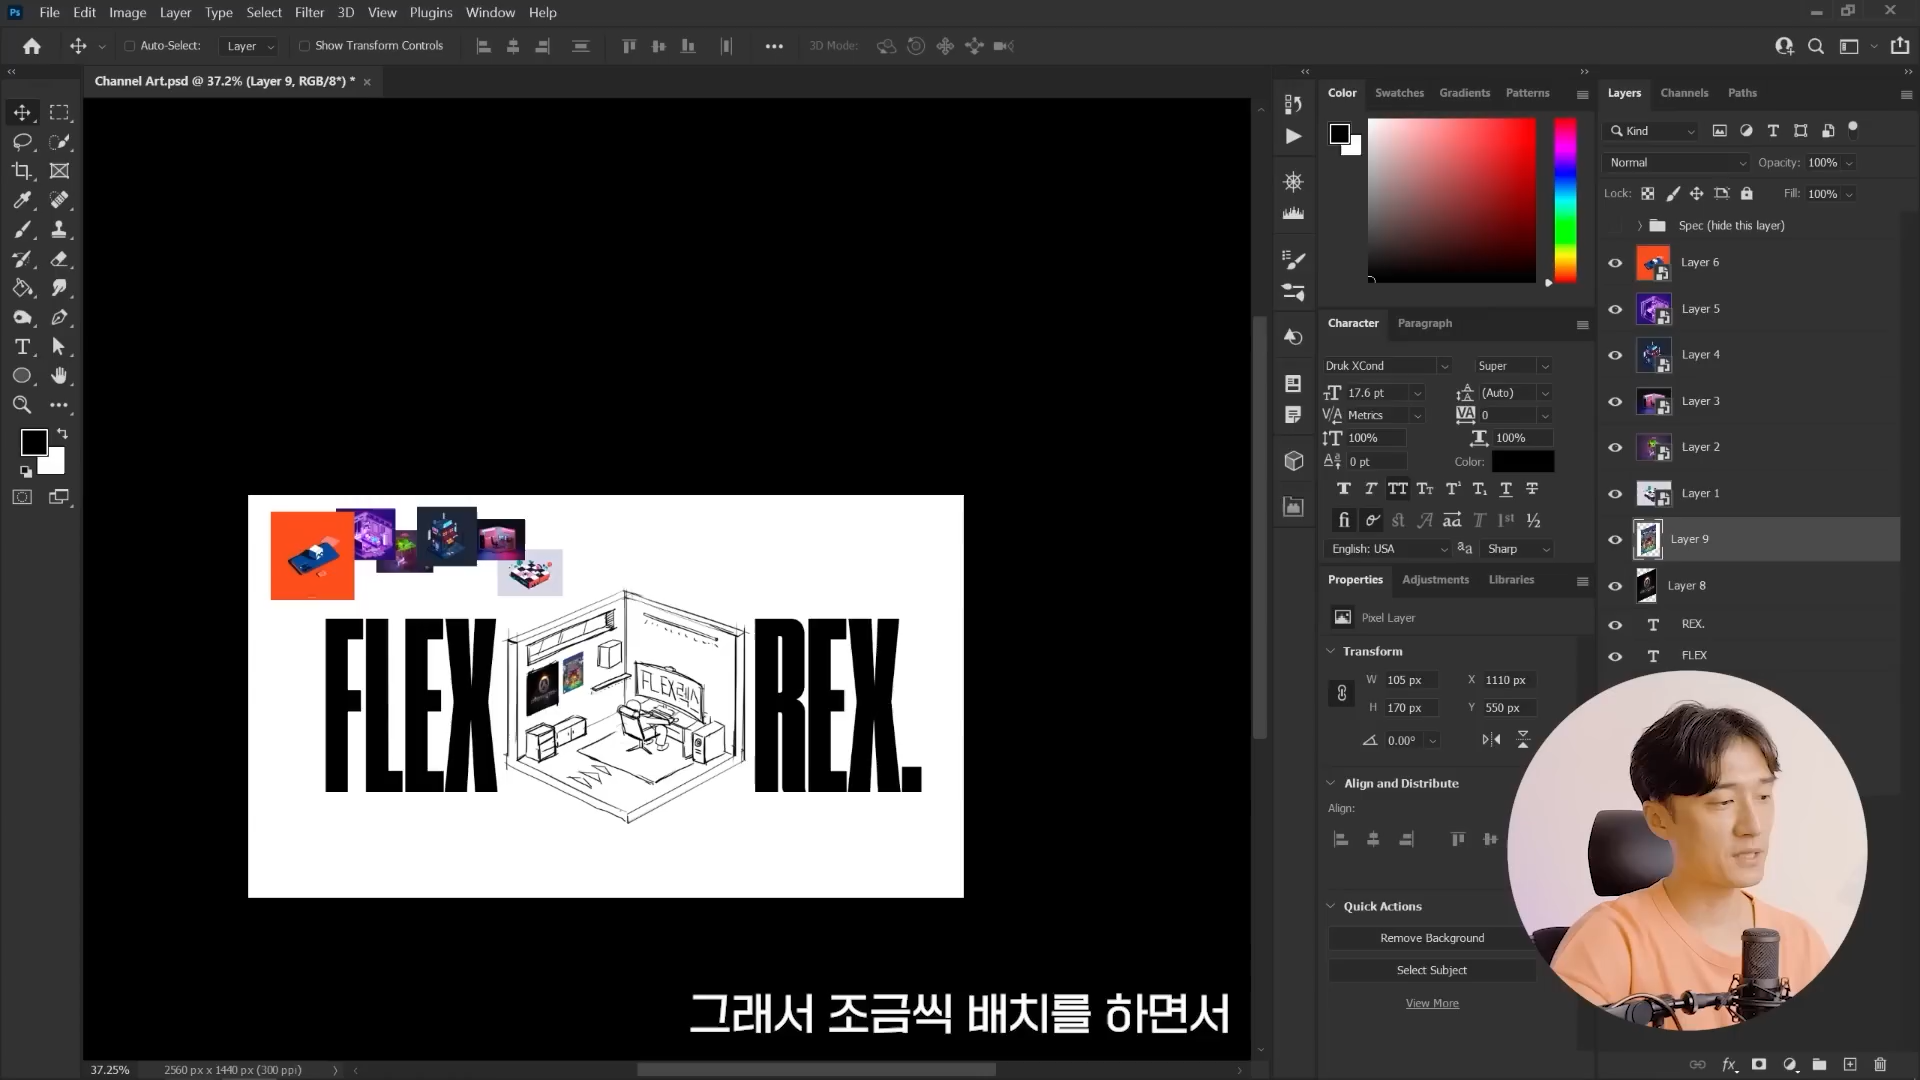 Ps File Edit Image Layer Type Select Filter 3D View Plugins Window Help
Auto-Select: Layer Show Transform Controls 3D Mode:
Channel Art.psd @ 37.2% (Layer 9, RGB/8*) *
Color Swatches Gradients Patterns
Layers Channels Paths
Kind
Normal Opacity: 100%
Lock: Fill: 100%
Spec (hide this layer)
Layer 6
Layer 5
Layer 4
Layer 3
Layer 2
Layer 1
Layer 9
Layer 8
REX.
FLEX
Character Paragraph
Druk XCond Super
17.6 pt (Auto)
Metrics 0
100% 100%
0 pt Color:
English: USA Sharp
Properties Adjustments Libraries
Pixel Layer
Transform
W 105 px X 1110 px
H 170 px Y 550 px
0.00°
Align and Distribute
Align:
Quick Actions
Remove Background
Select Subject
View More
FLEX REX.
FLEX렉스
그래서 조금씩 배치를 하면서
37.25% 2560 px x 1440 px (300 ppi)